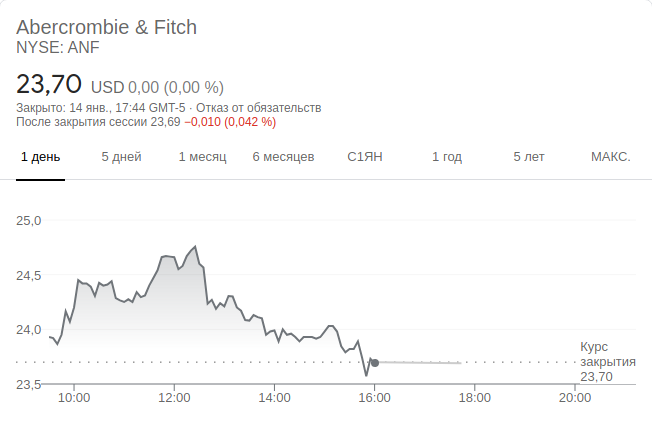 Abercrombie & Fitch
NYSE: ANF
23,70 USD 0,00 (0,00 %)
Закрыто: 14 янв., 17:44 GMT-5 · Отказ от обязательств
После закрытия сессии 23,69 −0,010 (0,042 %)
1 день 5 дней 1 месяц 6 месяцев С1ЯН 1 год 5 лет МАКС.
25,0
24,5
24,0
Курс
закрытия
23,70
23,5
10:00 12:00 14:00 16:00 18:00 20:00